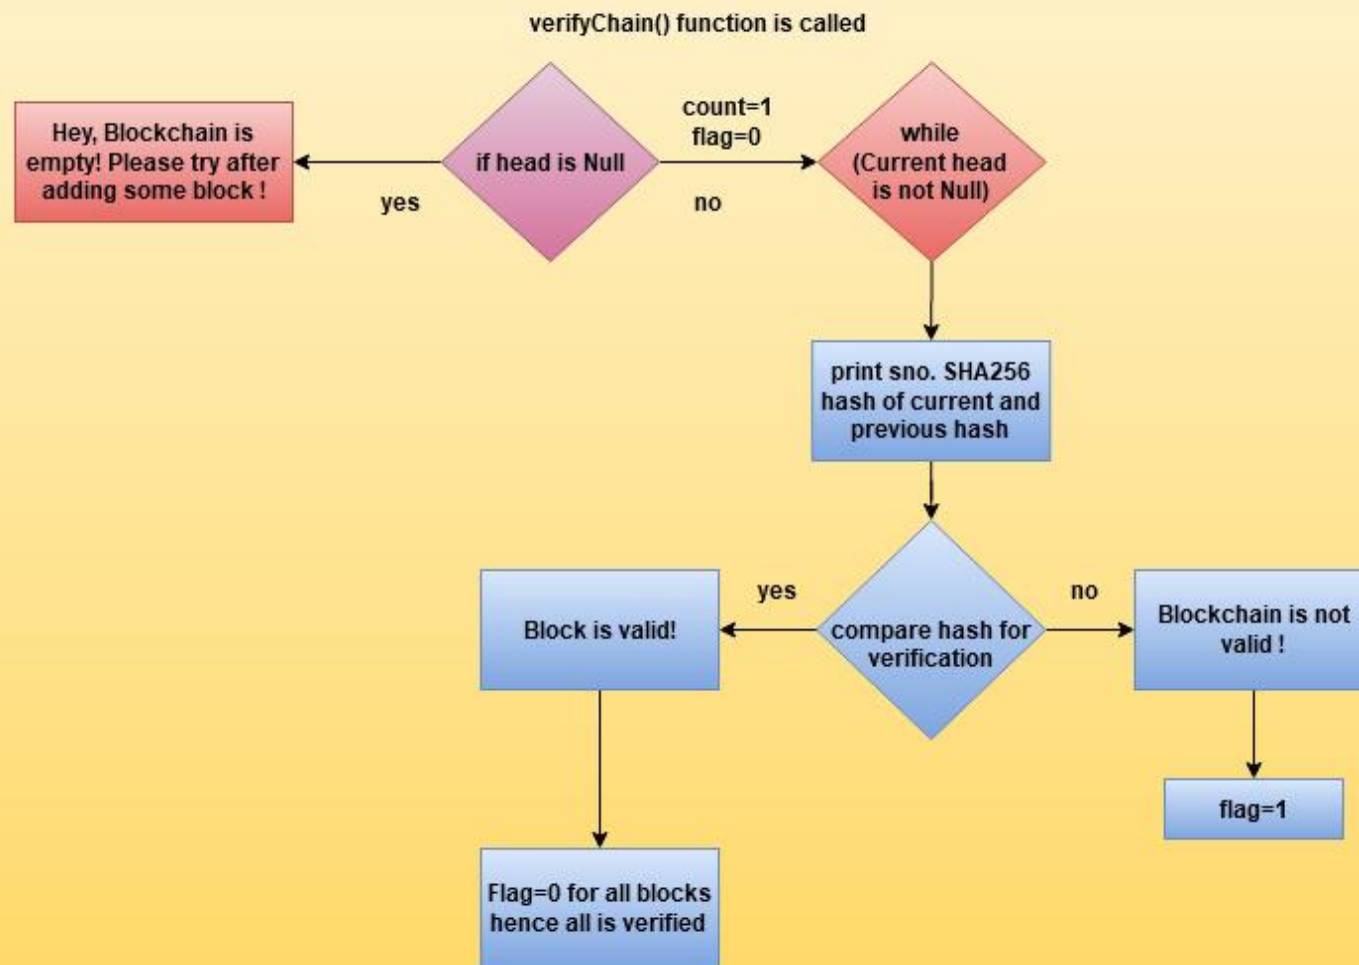 verifyChain() function is called
Hey, Blockchain is
empty! Please try after
adding some block !
yes
if head is Null
count=1
flag=0
no
while
(Current head
is not Null)
print sno. SHA256
hash of current and
previous hash
compare hash for
verification
yes
Block is valid!
no
Blockchain is not
valid !
flag=1
Flag=0 for all blocks
hence all is verified